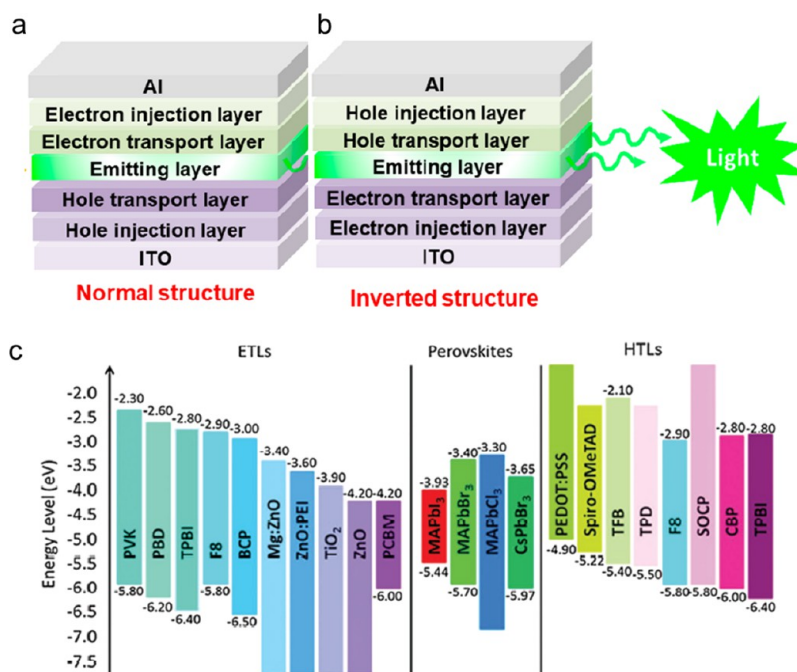 a
Al
Electron injection layer
Electron transport layer
Emitting layer
Hole transport layer
Hole injection layer
ITO
Normal structure
b
Al
Hole injection layer
Hole transport layer
Emitting layer
Electron transport layer
Electron injection layer
ITO
Inverted structure
Light
c
ETLs
Perovskites
HTLs
Energy Level (eV)
-2.0
-2.5
-3.0
-3.5
-4.0
-4.5
-5.0
-5.5
-6.0
-6.5
-7.0
-7.5
-2.30
PVK
-5.80
-2.60
PBD
-6.20
-2.80
TPBI
-6.40
-2.90
F8
-5.80
-3.00
BCP
-6.50
-3.40
Mg:ZnO
-3.60
ZnO:PEI
-3.90
TiO₂
-4.20
ZnO
-4.20
PCBM
-6.00
-3.93
MAPbI₃
-5.44
-3.40
MAPbBr₃
-5.70
-3.30
MAPbCl₃
-3.65
CsPbBr₃
-5.97
PEDOT:PSS
-4.90
Spiro-OMeTAD
-5.22
-2.10
TFB
-5.40
TPD
-5.50
-2.90
F8
-5.80
SOCP
-5.80
-2.80
CBP
-6.00
-2.80
TPBI
-6.40